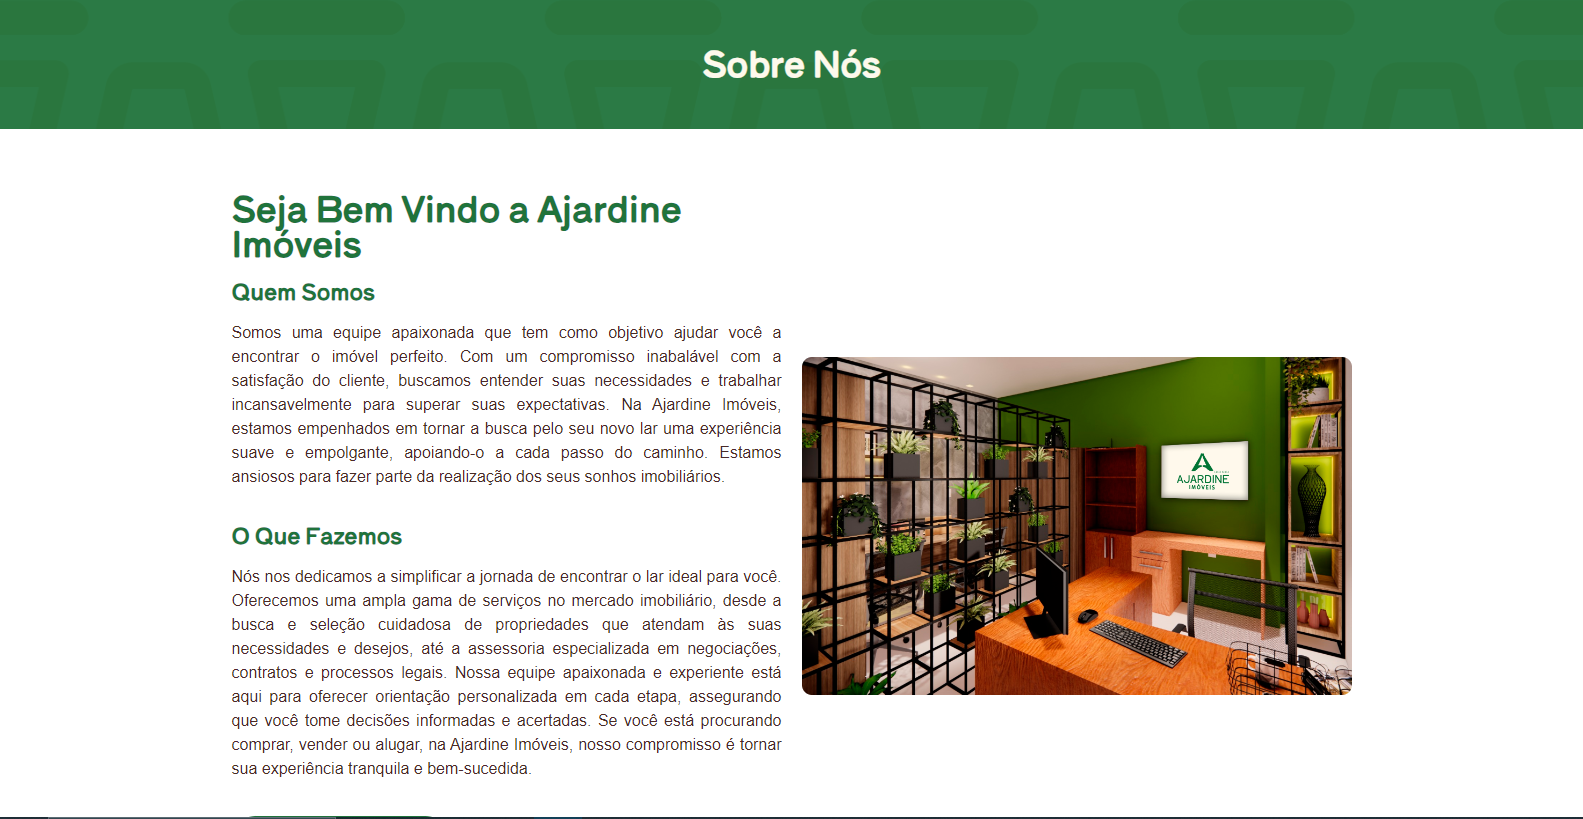 Sobre Nós
Seja Bem Vindo a Ajardine
Imóveis
Quem Somos
Somos uma equipe apaixonada que tem como objetivo ajudar você a
encontrar o imóvel perfeito. Com um compromisso inabalável com a
satisfação do cliente, buscamos entender suas necessidades e trabalhar
incansavelmente para superar suas expectativas. Na Ajardine Imóveis,
estamos empenhados em tornar a busca pelo seu novo lar uma experiência
suave e empolgante, apoiando-o a cada passo do caminho. Estamos
ansiosos para fazer parte da realização dos seus sonhos imobiliários.
O Que Fazemos
Nós nos dedicamos a simplificar a jornada de encontrar o lar ideal para você.
Oferecemos uma ampla gama de serviços no mercado imobiliário, desde a
busca e seleção cuidadosa de propriedades que atendam às suas
necessidades e desejos, até a assessoria especializada em negociações,
contratos e processos legais. Nossa equipe apaixonada e experiente está
aqui para oferecer orientação personalizada em cada etapa, assegurando
que você tome decisões informadas e acertadas. Se você está procurando
comprar, vender ou alugar, na Ajardine Imóveis, nosso compromisso é tornar
sua experiência tranquila e bem-sucedida.
AJARDINE
IMÓVEIS